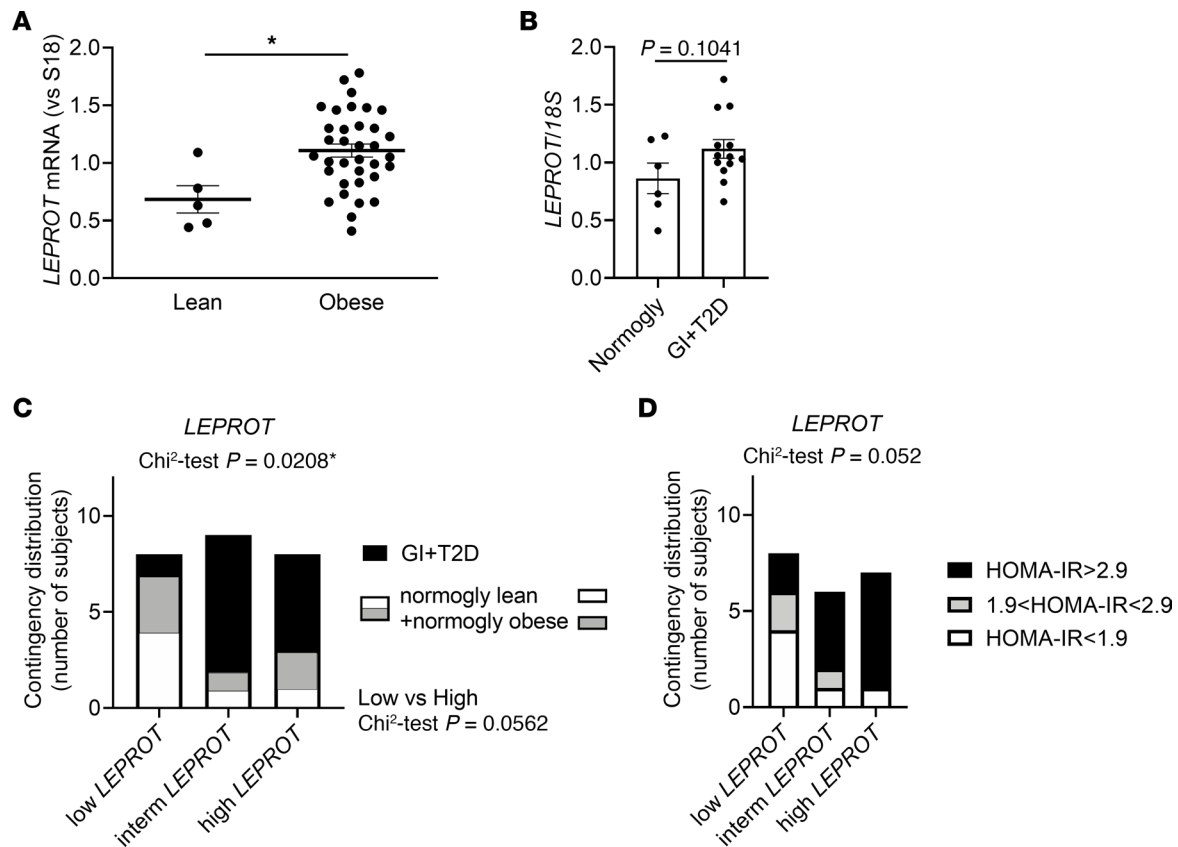 A
LEPROT mRNA (vs S18)
2.0
1.5
1.0
0.5
0.0
*
Lean
Obese
B
LEPROT/18S
2.0
1.5
1.0
0.5
0.0
P = 0.1041
Normogly
GI+T2D
C
LEPROT
Chi²-test P = 0.0208*
Contingency distribution
(number of subjects)
10
5
0
low LEPROT
interm LEPROT
high LEPROT
GI+T2D
normogly lean
+normogly obese
Low vs High
Chi²-test P = 0.0562
D
LEPROT
Chi²-test P = 0.052
Contingency distribution
(number of subjects)
10
5
0
low LEPROT
interm LEPROT
high LEPROT
HOMA-IR>2.9
1.9<HOMA-IR<2.9
HOMA-IR<1.9